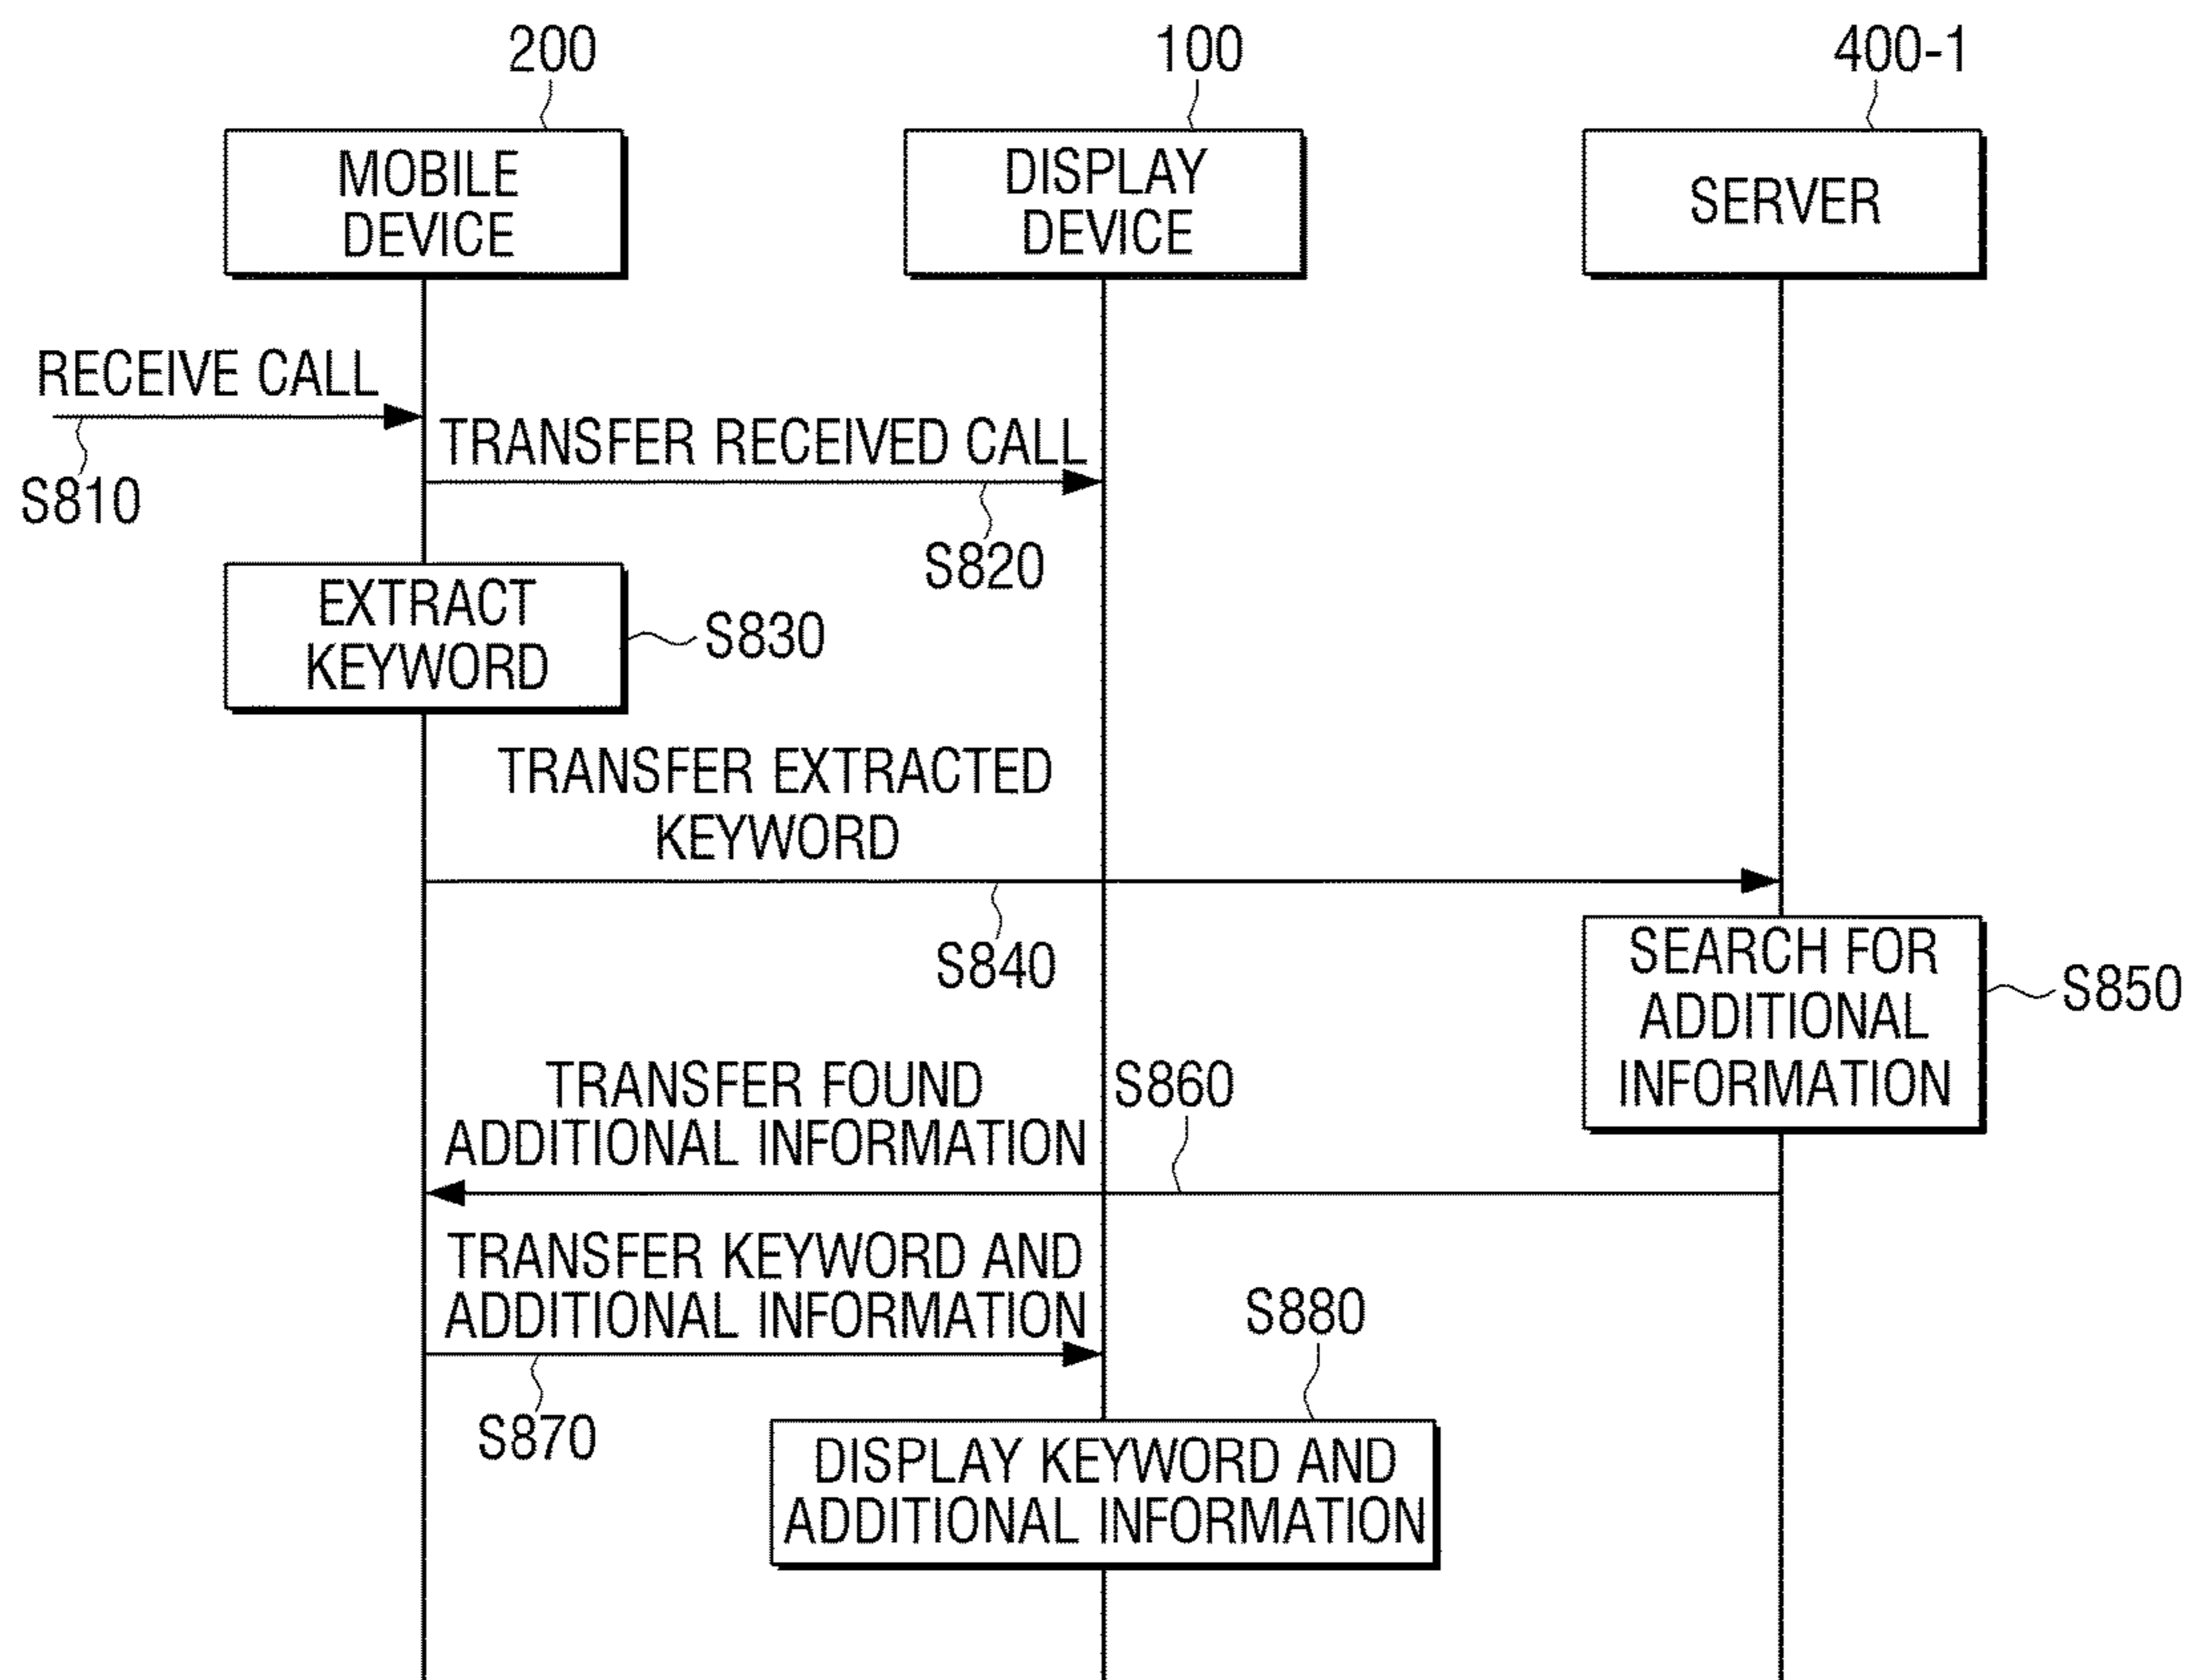 200
100
400-1
MOBILE
DEVICE
DISPLAY
DEVICE
SERVER
RECEIVE CALL
S810
TRANSFER RECEIVED CALL
S820
EXTRACT
KEYWORD
S830
TRANSFER EXTRACTED
KEYWORD
S840
SEARCH FOR
ADDITIONAL
INFORMATION
S850
TRANSFER FOUND
ADDITIONAL INFORMATION
S860
TRANSFER KEYWORD AND
ADDITIONAL INFORMATION
S870
S880
DISPLAY KEYWORD AND
ADDITIONAL INFORMATION